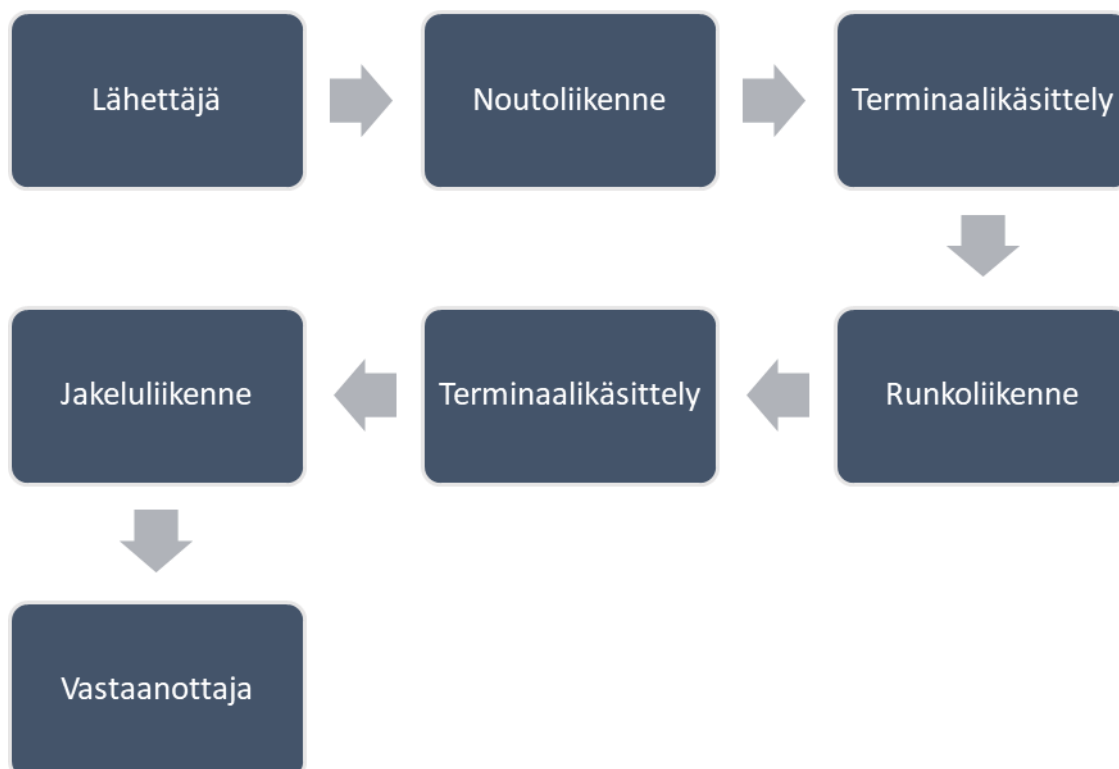 Lähettäjä
Noutoliikenne
Terminaalikäsittely
Runkoliikenne
Terminaalikäsittely
Jakeluliikenne
Vastaanottaja